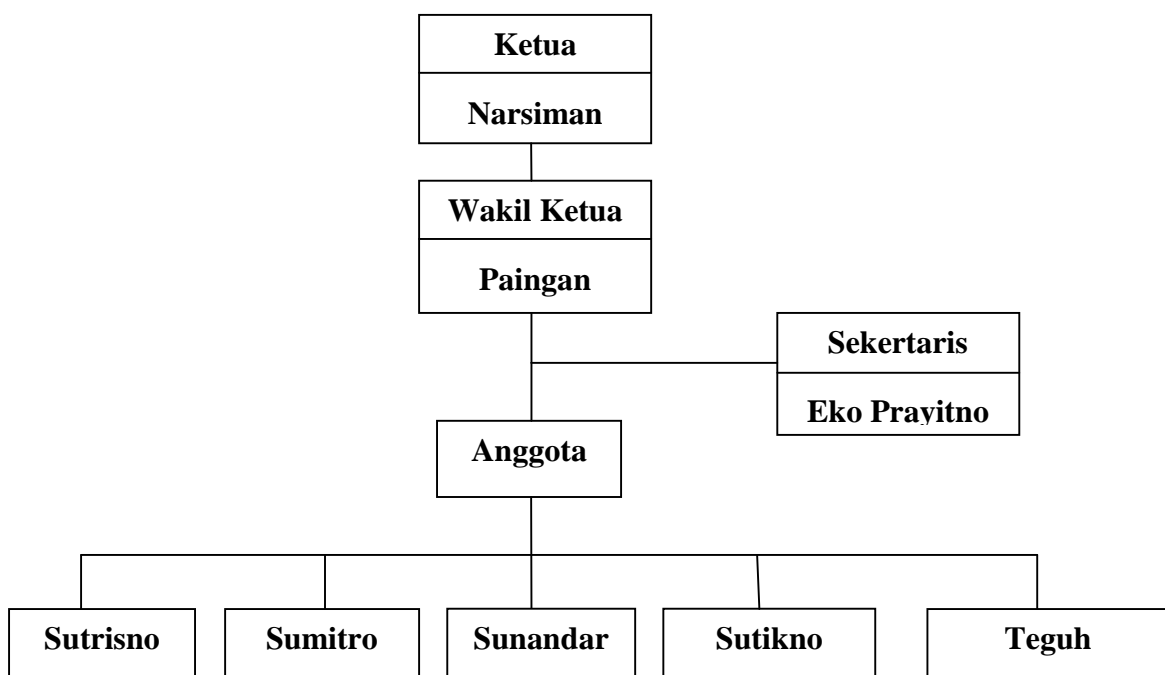 Ketua
Narsiman
Wakil Ketua
Paingan
Sekertaris
Eko Prayitno
Anggota
Sutrisno
Sumitro
Sunandar
Sutikno
Teguh